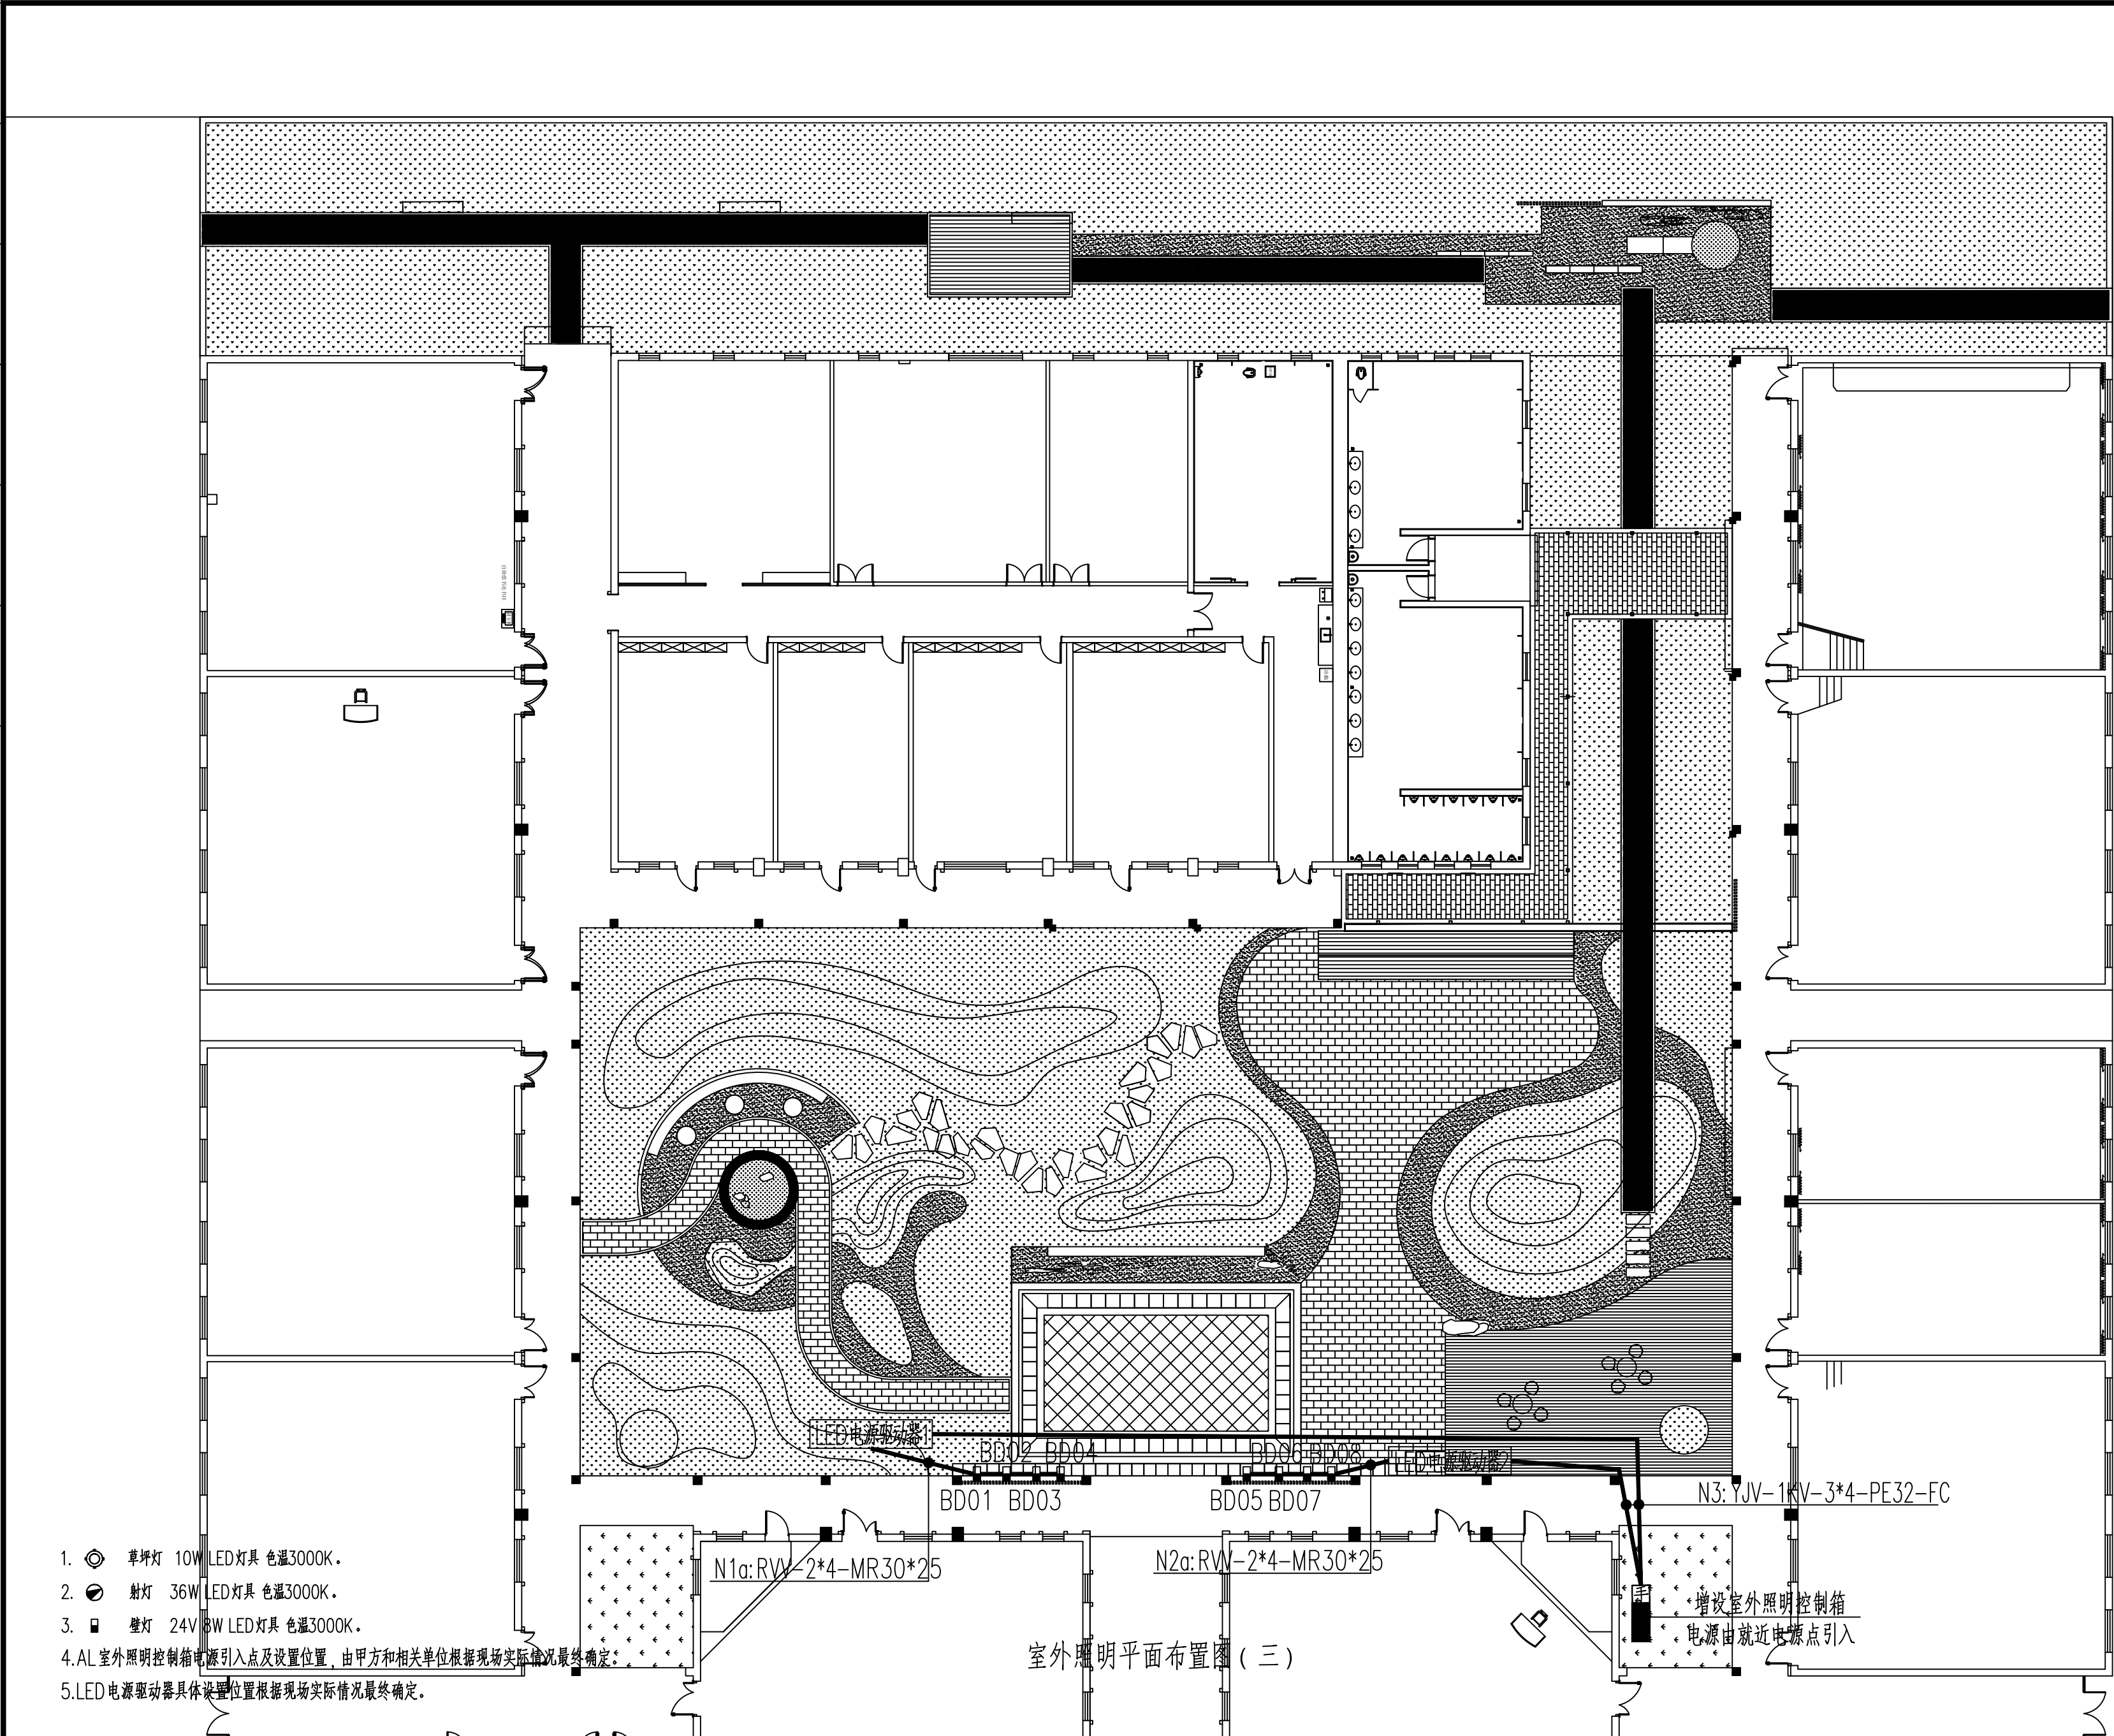 LED电源驱动器1
BD02 BD04
BD06 BD08
LED电源驱动器2
BD01 BD03
BD05 BD07
N3: YJV-1KV-3*4-PE32-FC
N1a: RVV-2*4-MR30*25
N2a: RVV-2*4-MR30*25
1. 草坪灯 10W LED灯具 色温3000K。
2. 射灯 36W LED灯具 色温3000K。
3. 壁灯 24V 8W LED灯具 色温3000K。
4.AL室外照明控制箱电源引入点及设置位置，由甲方和相关单位根据现场实际情况最终确定。
5.LED电源驱动器具体设置位置根据现场实际情况最终确定。
增设室外照明控制箱
电源由就近电源点引入
室外照明平面布置图(三)